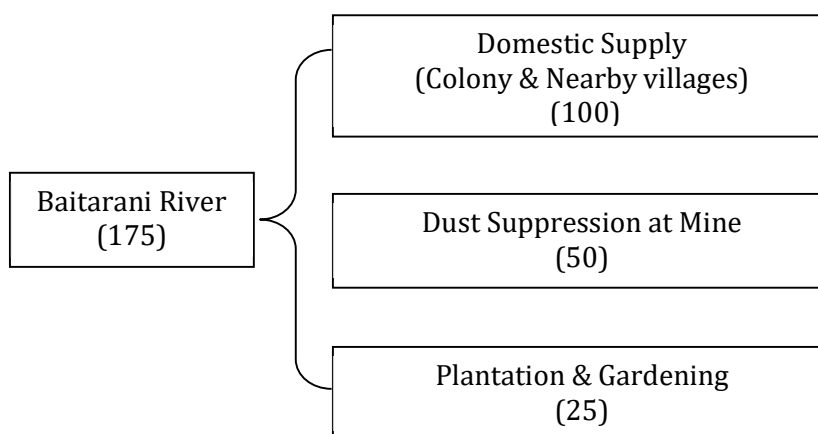 Baitarani River
(175)
Domestic Supply
(Colony & Nearby villages)
(100)
Dust Suppression at Mine
(50)
Plantation & Gardening
(25)